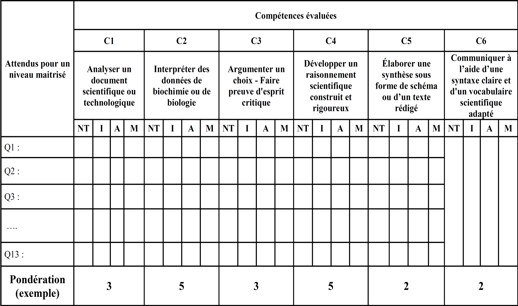 Compétences évaluées
Attendus pour un
niveau maitrisé
C1 C2 C3 C4 C5 C6
Analyser un
document
scientifique ou
technologique
Interpréter des
données de
biochimie ou de
biologie
Argumenter un
choix - Faire
preuve d'esprit
critique
Développer un
raisonnement
scientifique
construit et
rigoureux
Élaborer une
synthèse sous
forme de schéma
ou d'un texte
rédigé
Communiquer à
l'aide d'une
syntaxe claire et
d'un vocabulaire
scientifique
adapté
NT I A M NT I A M NT I A M NT I A M NT I A M NT I A M
Q1 :
Q2 :
Q3 :
....
Q13 :
Pondération
(exemple)
3 5 3 5 2 2